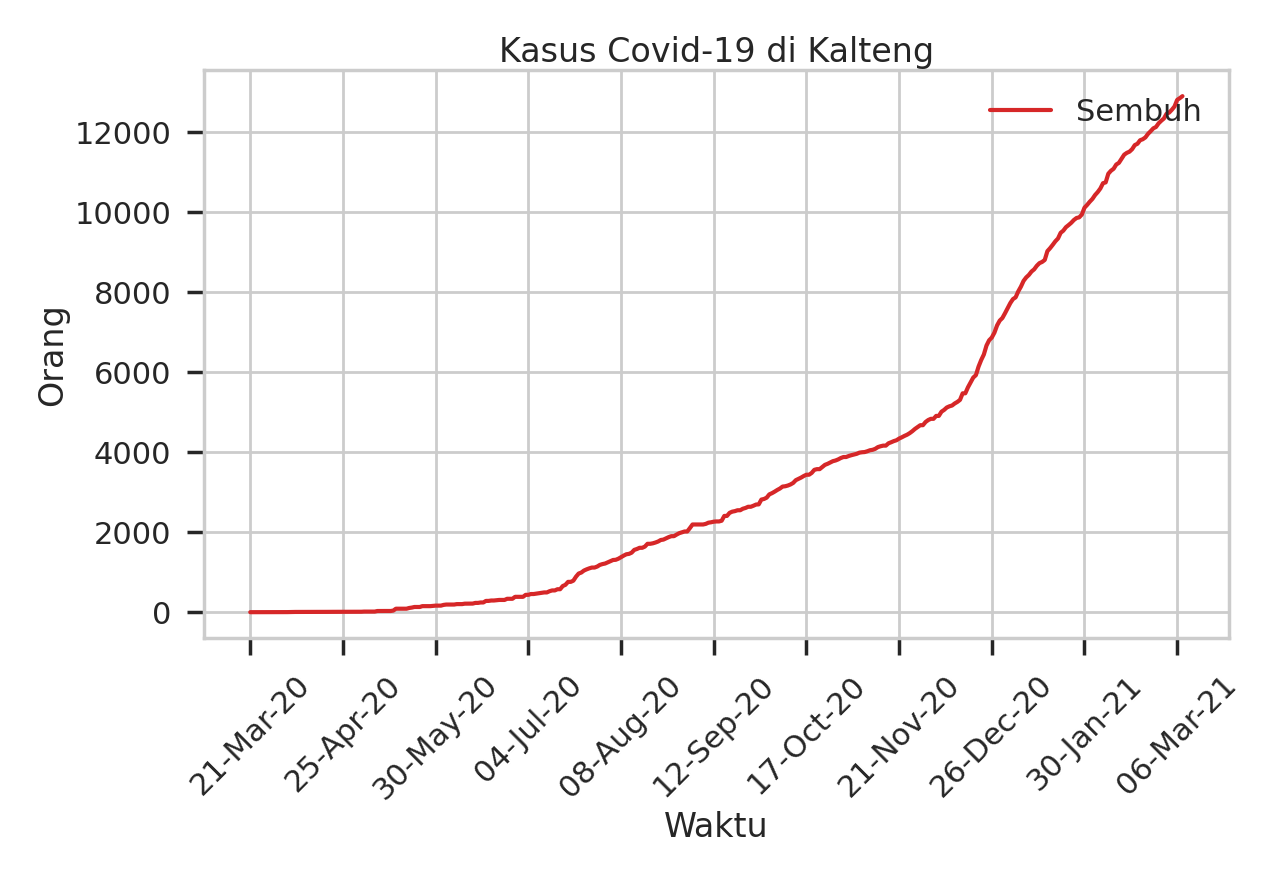 Kasus Covid-19 di Kalteng
Sembuh
12000
10000
8000
6000
4000
2000
0
Orang
21-Mar-20
25-Apr-20
30-May-20
04-Jul-20
08-Aug-20
12-Sep-20
17-Oct-20
21-Nov-20
26-Dec-20
30-Jan-21
06-Mar-21
Waktu